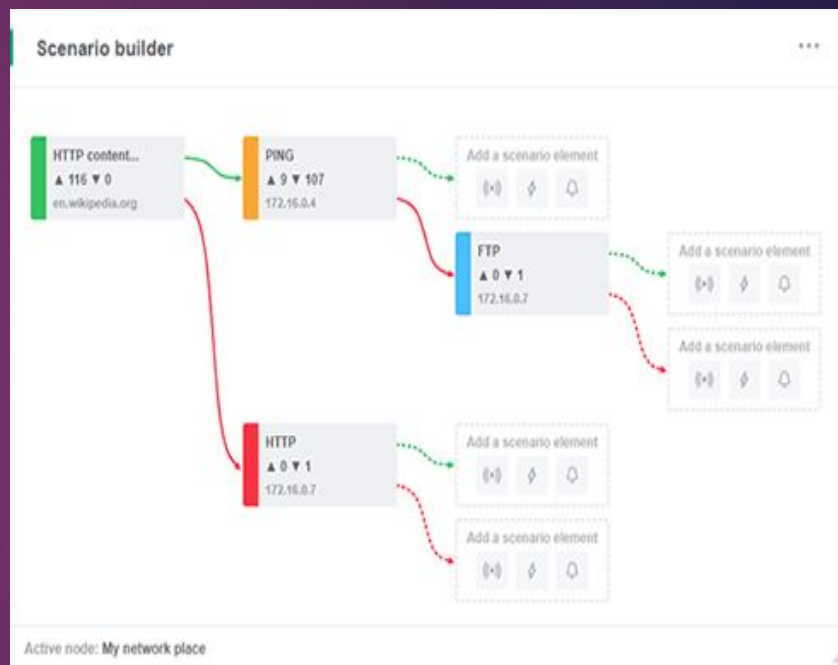 Scenario builder
HTTP content...
▲ 116 ▼ 0
en.wikipedia.org
PING
▲ 9 ▼ 107
172.16.0.4
Add a scenario element
FTP
▲ 0 ▼ 1
172.16.0.7
Add a scenario element
Add a scenario element
HTTP
▲ 0 ▼ 1
172.16.0.7
Add a scenario element
Add a scenario element
Active node: My network place